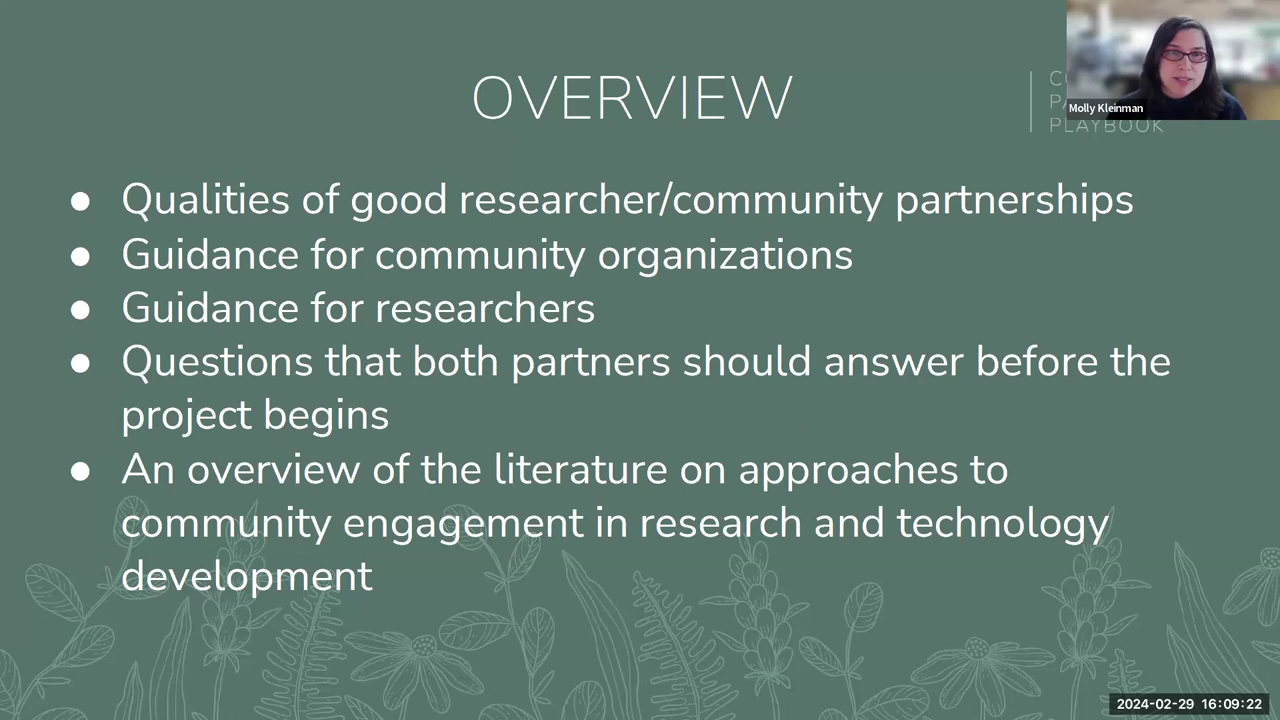 OVERVIEW
PLAYBOOK
Molly Kleinman
● Qualities of good researcher/community partnerships
● Guidance for community organizations
● Guidance for researchers
● Questions that both partners should answer before the
project begins
● An overview of the literature on approaches to
community engagement in research and technology
development
2024-02-29 16:09:22